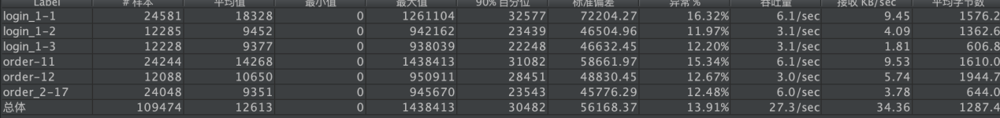 Label # 样本 平均值 最小值 最大值 90% 百分位 标准偏差 异常 % 吞吐量 接收 KB/sec 平均字节数
login_1-1 24581 18328 0 1261104 32577 72204.27 16.32% 6.1/sec 9.45 1576.2
login_1-2 12285 9452 0 942162 23439 46504.96 11.97% 3.1/sec 4.09 1362.6
login_1-3 12228 9377 0 938039 22248 46632.45 12.20% 3.1/sec 1.81 606.8
order-11 24244 14268 0 1438413 31082 58661.97 15.34% 6.1/sec 9.53 1610.0
order-12 12088 10650 0 950911 28451 48830.45 12.67% 3.0/sec 5.74 1944.7
order_2-17 24048 9351 0 945670 23543 45776.29 12.48% 6.0/sec 3.78 644.0
总体 109474 12613 0 1438413 30482 56168.37 13.91% 27.3/sec 34.36 1287.4